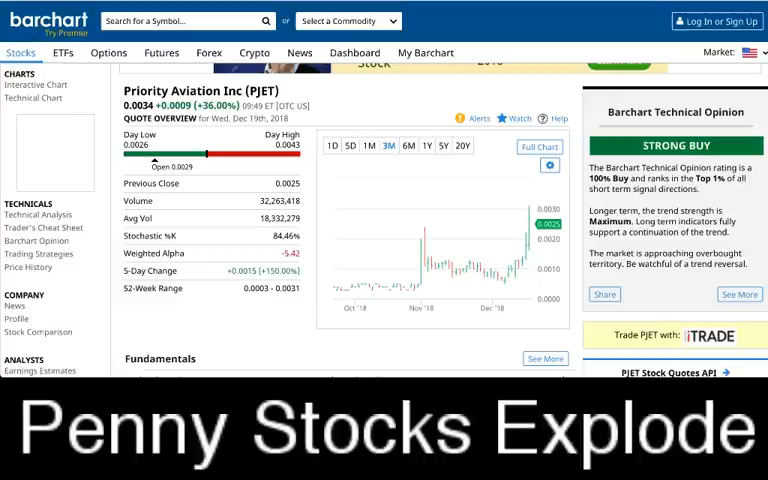 barchart
Try Premier
Search for a Symbol...
or
Select a Commodity
Log In or Sign Up
Stocks ETFs Options Futures Forex Crypto News Dashboard My Barchart
Market:
CHARTS
Interactive Chart
Technical Chart
TECHNICALS
Technical Analysis
Trader's Cheat Sheet
Barchart Opinion
Trading Strategies
Price History
COMPANY
News
Profile
Stock Comparison
ANALYSTS
Earnings Estimates
Stock
Priority Aviation Inc (PJET)
0.0034 +0.0009 (+36.00%) 09:49 ET [OTC US]
QUOTE OVERVIEW for Wed, Dec 19th, 2018
Alerts Watch Help
Day Low Day High
0.0026 0.0043
Open 0.0029
Previous Close 0.0025
Volume 32,263,418
Avg Vol 18,332,279
Stochastic %K 84.46%
Weighted Alpha -5.42
5-Day Change +0.0015 (+150.00%)
52-Week Range 0.0003 - 0.0031
1D 5D 1M 3M 6M 1Y 5Y 20Y
Full Chart
0.0030
0.0025
0.0020
0.0010
0.0000
Oct '18 Nov '18 Dec '18
Fundamentals
See More
Barchart Technical Opinion
STRONG BUY
The Barchart Technical Opinion rating is a
100% Buy and ranks in the Top 1% of all
short term signal directions.
Longer term, the trend strength is
Maximum. Long term indicators fully
support a continuation of the trend.
The market is approaching overbought
territory. Be watchful of a trend reversal.
Share See More
Trade PJET with: iTRADE
PJET Stock Quotes API
Penny Stocks Explode